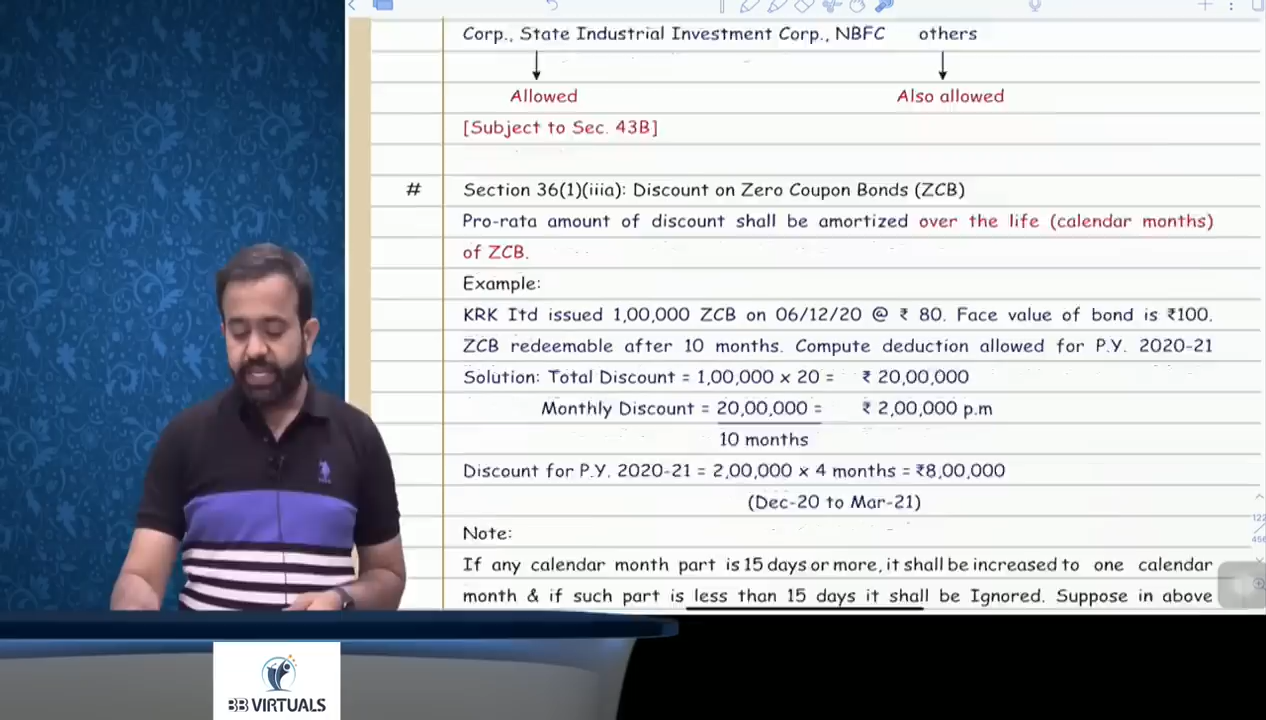 Corp., State Industrial Investment Corp., NBFC others
Allowed Also allowed
[Subject to Sec. 43B]
# Section 36(1)(iiia): Discount on Zero Coupon Bonds (ZCB)
Pro-rata amount of discount shall be amortized over the life (calendar months)
of ZCB.
Example:
KRK ltd issued 1,00,000 ZCB on 06/12/20 @ ₹ 80. Face value of bond is ₹100.
ZCB redeemable after 10 months. Compute deduction allowed for P.Y. 2020-21
Solution: Total Discount = 1,00,000 x 20 = ₹ 20,00,000
Monthly Discount = 20,00,000 = ₹ 2,00,000 p.m
10 months
Discount for P.Y. 2020-21 = 2,00,000 x 4 months = ₹8,00,000
(Dec-20 to Mar-21)
Note:
If any calendar month part is 15 days or more, it shall be increased to one calendar
month & if such part is less than 15 days it shall be Ignored. Suppose in above
BB VIRTUALS